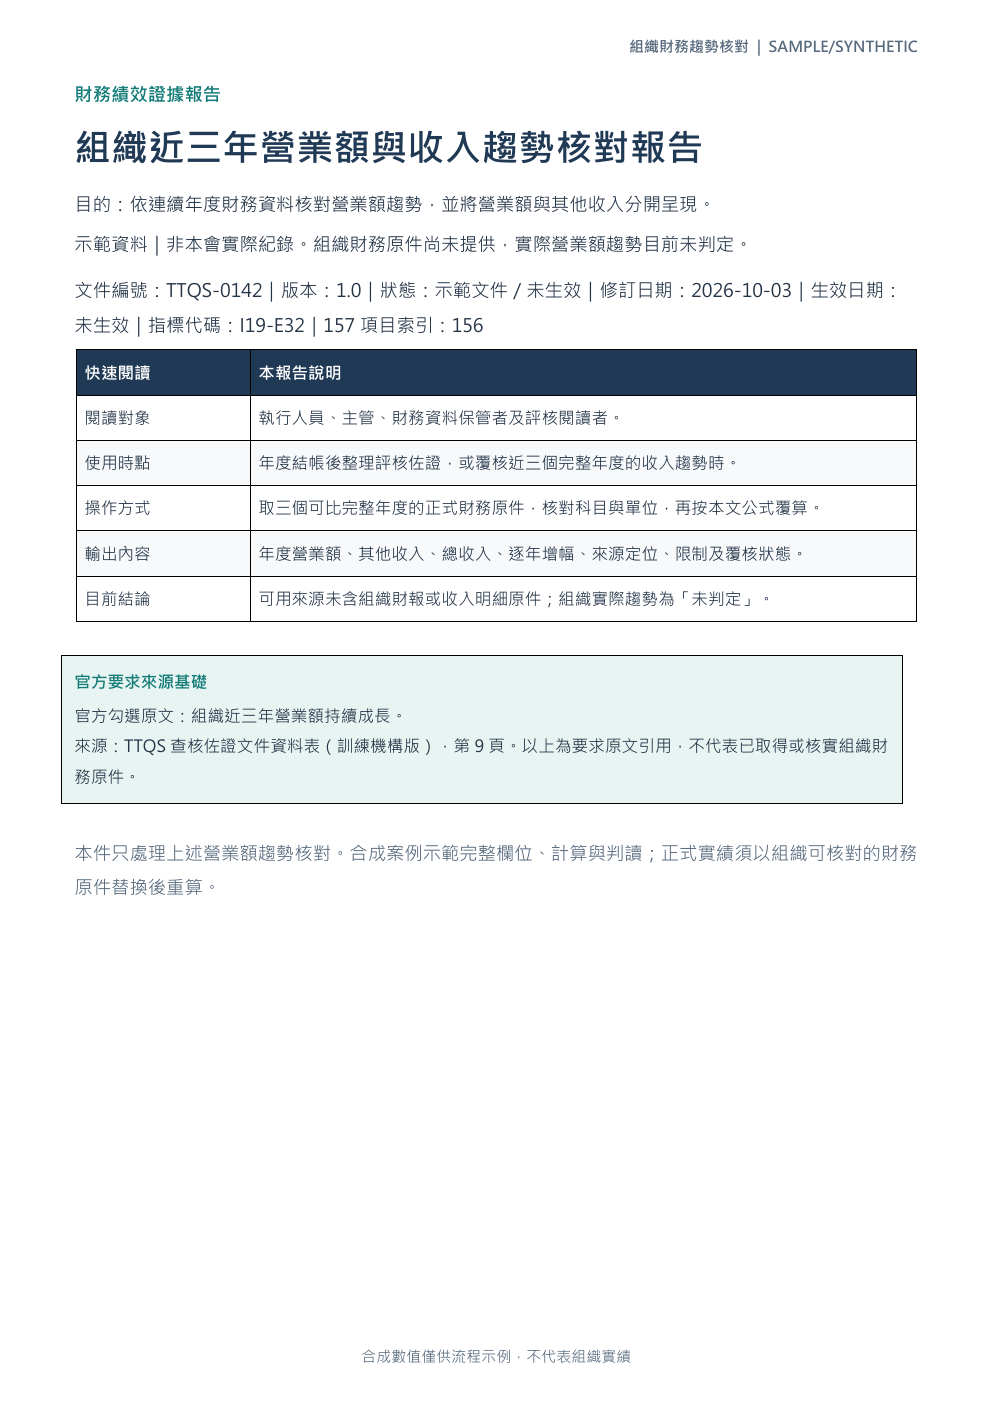 組織財務趨勢核對 | SAMPLE/SYNTHETIC
財務績效證據報告
組織近三年營業額與收入趨勢核對報告
目的：依連續年度財務資料核對營業額趨勢，並將營業額與其他收入分開呈現。
示範資料 | 非本會實際紀錄。組織財務原件尚未提供，實際營業額趨勢目前未判定。
文件編號：TTQS-0142 | 版本：1.0 | 狀態：示範文件 / 未生效 | 修訂日期：2026-10-03 | 生效日期：
未生效 | 指標代碼：I19-E32 | 157 項目索引：156
快速閱讀 本報告說明
閱讀對象 執行人員、主管、財務資料保管者及評核閱讀者。
使用時點 年度結帳後整理評核佐證，或覆核近三個完整年度的收入趨勢時。
操作方式 取三個可比完整年度的正式財務原件，核對科目與單位，再按本文公式覆算。
輸出內容 年度營業額、其他收入、總收入、逐年增幅、來源定位、限制及覆核狀態。
目前結論 可用來源未含組織財報或收入明細原件；組織實際趨勢為「未判定」。
官方要求來源基礎
官方勾選原文：組織近三年營業額持續成長。
來源：TTQS 查核佐證文件資料表（訓練機構版），第 9 頁。以上為要求原文引用，不代表已取得或核實組織財
務原件。
本件只處理上述營業額趨勢核對。合成案例示範完整欄位、計算與判讀；正式實績須以組織可核對的財務
原件替換後重算。
合成數值僅供流程示例，不代表組織實績